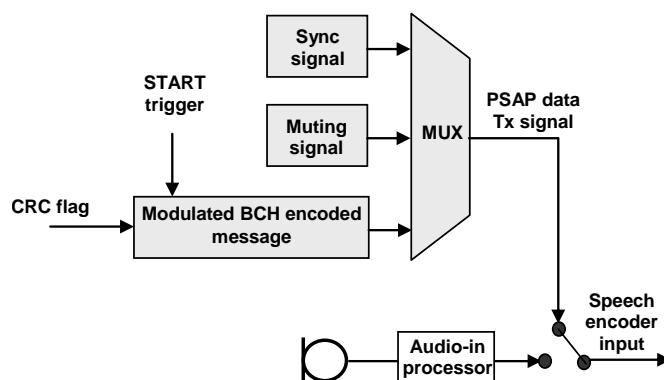 Sync
signal
START
trigger
PSAP data
Tx signal
Muting
signal
MUX
CRC flag
Modulated BCH encoded
message
Speech
encoder
input
Audio-in
processor